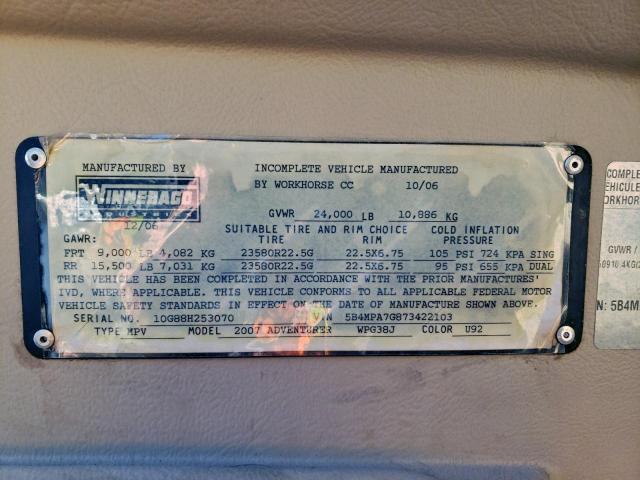 MANUFACTURED BY INCOMPLETE VEHICLE MANUFACTURED
WINNEBAGO BY WORKHORSE CC 10/06
INDUSTRIES
12/06 GVWR 24,000 LB 10,886 KG
SUITABLE TIRE AND RIM CHOICE COLD INFLATION
GAWR: TIRE RIM PRESSURE
FRT 9,000 LB 4,082 KG 23580R22.5G 22.5X6.75 105 PSI 724 KPA SING
RR 15,500 LB 7,031 KG 23580R22.5G 22.5X6.75 95 PSI 655 KPA DUAL
THIS VEHICLE HAS BEEN COMPLETED IN ACCORDANCE WITH THE PRIOR MANUFACTURES'
IVD, WHERE APPLICABLE. THIS VEHICLE CONFORMS TO ALL APPLICABLE FEDERAL MOTOR
VEHICLE SAFETY STANDARDS IN EFFECT ON THE DATE OF MANUFACTURE SHOWN ABOVE.
SERIAL NO. 10G88H253070 VIN 5B4MPA7G873422103
TYPE MPV MODEL 2007 ADVENTURER WPG38J COLOR U92
COMPLE
EHICULE
ORKHOR
GVWR /
N: 5B4M